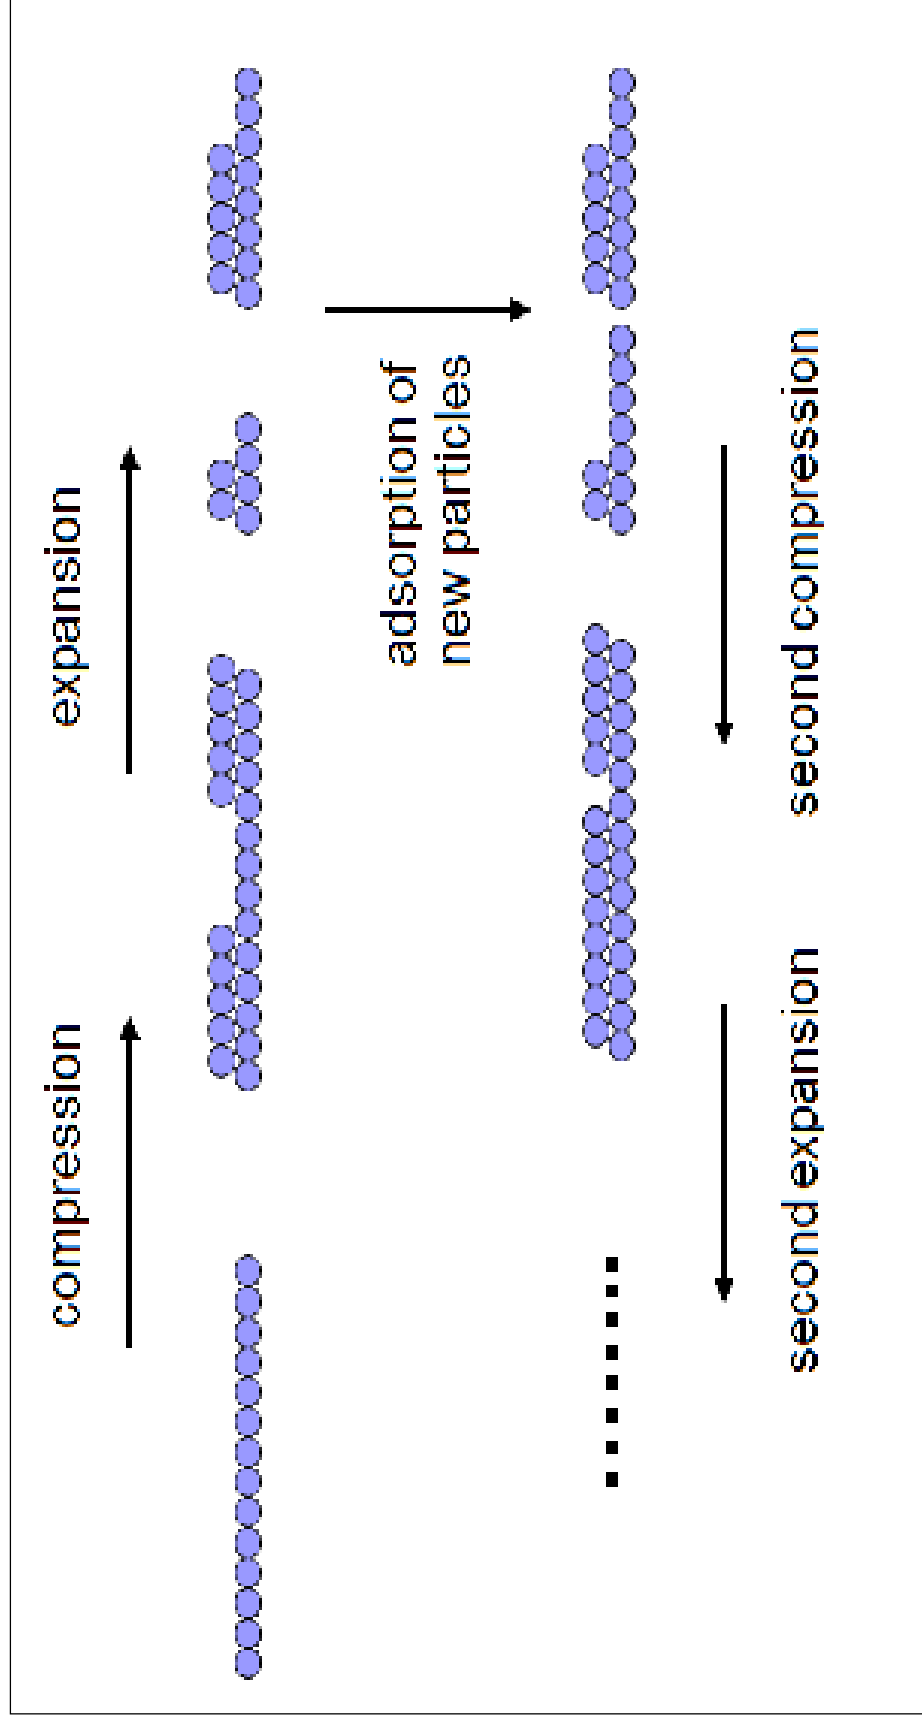 compression
expansion
adsorption of
new particles
second expansion
second compression